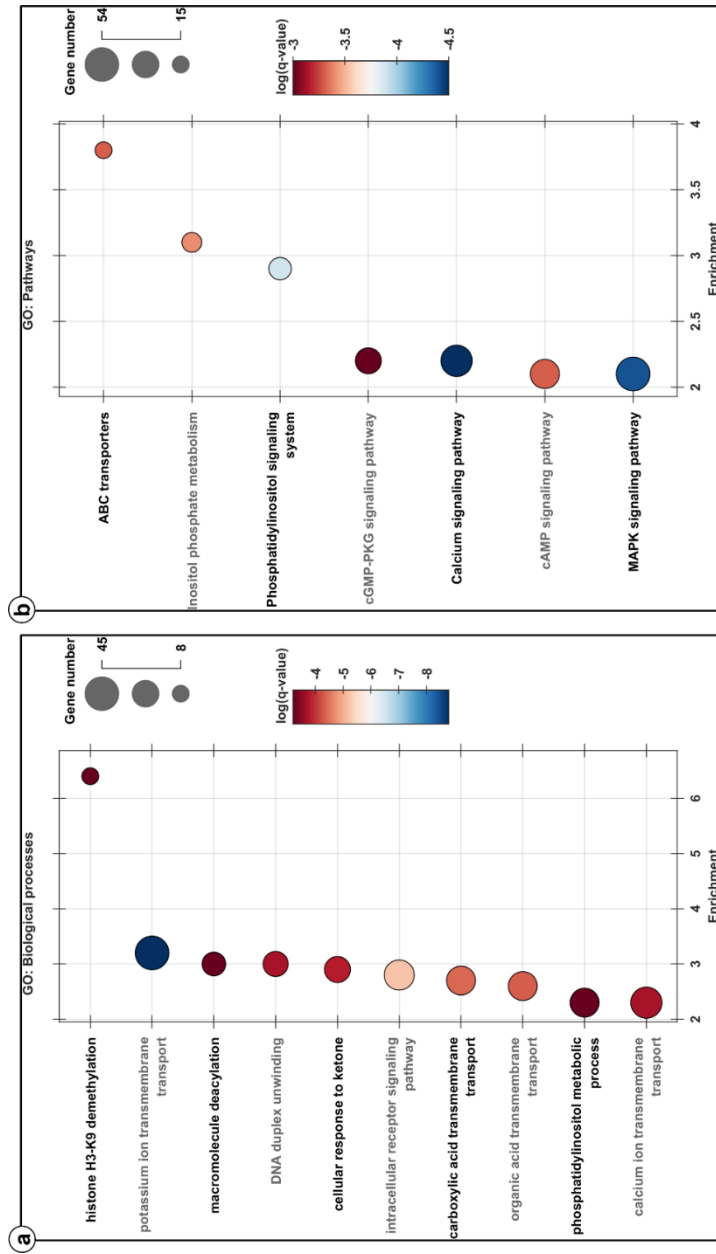 a
GO: Biological processes
histone H3-K9 demethylation
potassium ion transmembrane
transport
macromolecule deacylation
DNA duplex unwinding
cellular response to ketone
intracellular receptor signaling
pathway
carboxylic acid transmembrane
transport
organic acid transmembrane
transport
phosphatidylinositol metabolic
process
calcium ion transmembrane
transport
2 3 4 5 6
Enrichment
Gene number
45
8
log(q-value)
-4
-5
-6
-7
-8
b
GO: Pathways
ABC transporters
Inositol phosphate metabolism
Phosphatidylinositol signaling
system
cGMP-PKG signaling pathway
Calcium signaling pathway
cAMP signaling pathway
MAPK signaling pathway
2 2.5 3 3.5 4
Enrichment
Gene number
54
15
log(q-value)
-3
-3.5
-4
-4.5